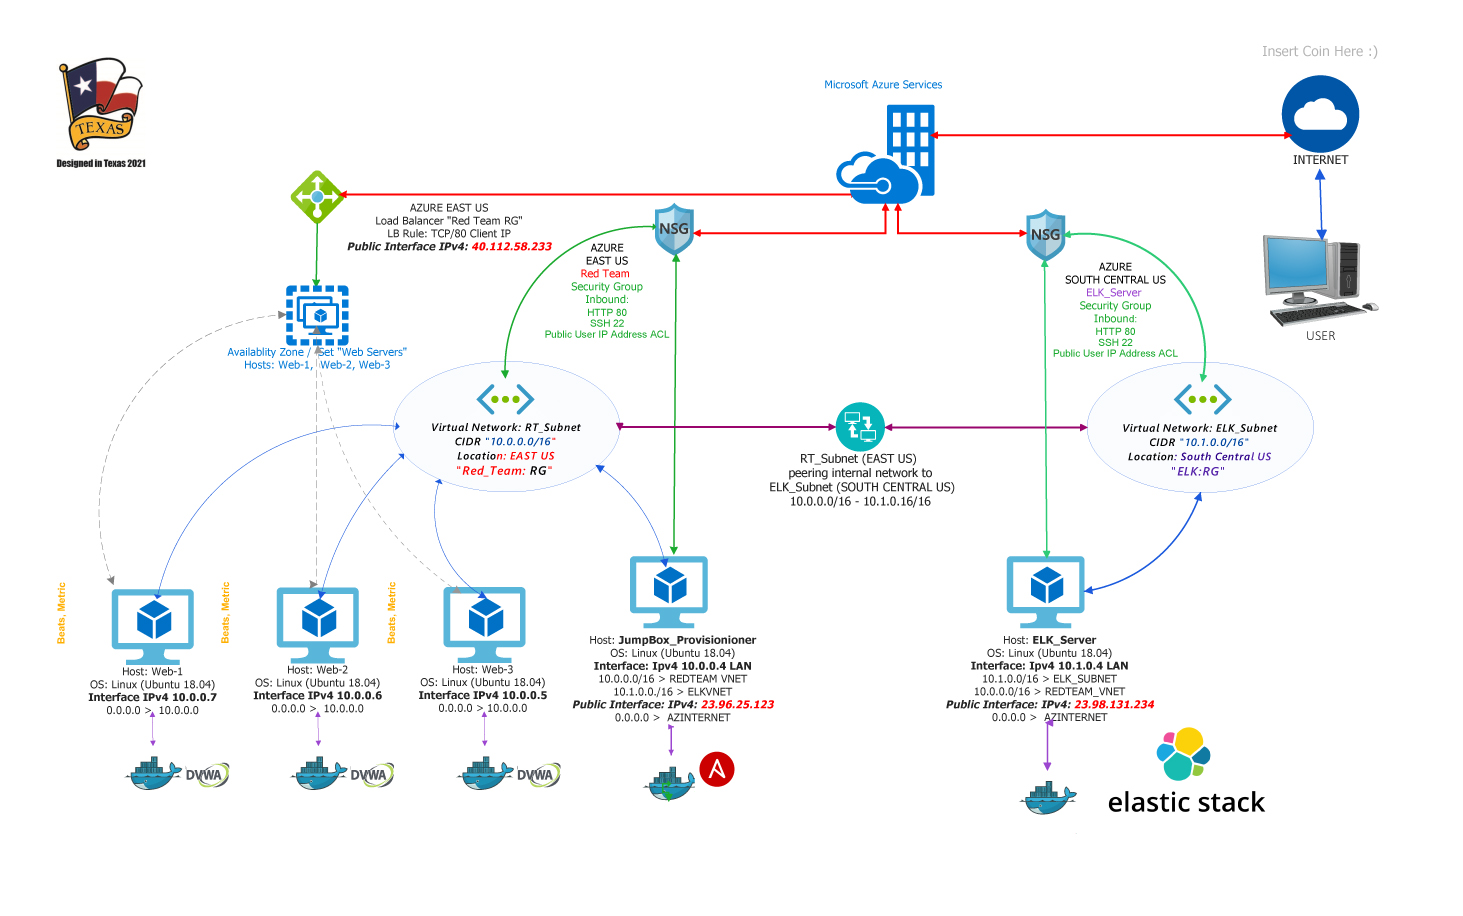 Insert Coin Here :)
TEXAS
Designed in Texas 2021
Microsoft Azure Services
INTERNET
USER
AZURE EAST US
Load Balancer "Red Team RG"
LB Rule: TCP/80 Client IP
Public Interface IPv4: 40.112.58.233
NSG
AZURE
EAST US
Red Team
Security Group
Inbound:
HTTP 80
SSH 22
Public User IP Address ACL
NSG
AZURE
SOUTH CENTRAL US
ELK_Server
Security Group
Inbound:
HTTP 80
SSH 22
Public User IP Address ACL
Availablity Zone / Set "Web Servers"
Hosts: Web-1, Web-2, Web-3
Virtual Network: RT_Subnet
CIDR "10.0.0.0/16"
Location: EAST US
"Red_Team: RG"
RT_Subnet (EAST US)
peering internal network to
ELK_Subnet (SOUTH CENTRAL US)
10.0.0.0/16 - 10.1.0.16/16
Virtual Network: ELK_Subnet
CIDR "10.1.0.0/16"
Location: South Central US
"ELK:RG"
Beats, Metric
Host: Web-1
OS: Linux (Ubuntu 18.04)
Interface IPv4 10.0.0.7
0.0.0.0 > 10.0.0.0
DVWA
Beats, Metric
Host: Web-2
OS: Linux (Ubuntu 18.04)
Interface IPv4 10.0.0.6
0.0.0.0 > 10.0.0.0
DVWA
Beats, Metric
Host: Web-3
OS: Linux (Ubuntu 18.04)
Interface IPv4 10.0.0.5
0.0.0.0 > 10.0.0.0
DVWA
Host: JumpBox_Provisionioner
OS: Linux (Ubuntu 18.04)
Interface: Ipv4 10.0.0.4 LAN
10.0.0.0/16 > REDTEAM VNET
10.1.0.0./16 > ELKVNET
Public Interface: IPv4: 23.96.25.123
0.0.0.0 > AZINTERNET
Host: ELK_Server
OS: Linux (Ubuntu 18.04)
Interface: Ipv4 10.1.0.4 LAN
10.1.0.0/16 > ELK_SUBNET
10.0.0.0/16 > REDTEAM_VNET
Public Interface: IPv4: 23.98.131.234
0.0.0.0 > AZINTERNET
elastic stack